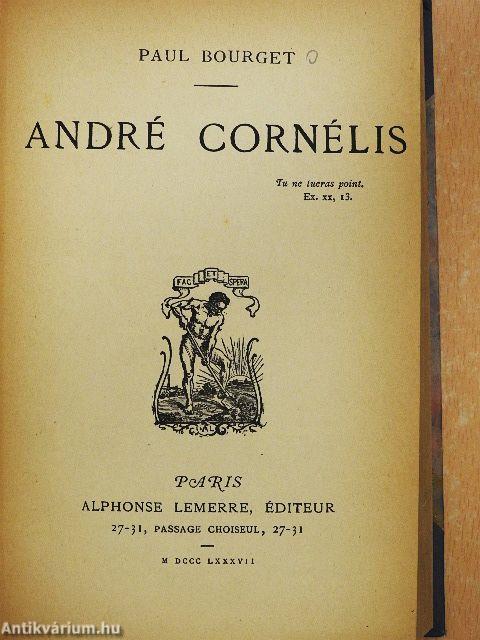 PAUL BOURGET
ANDRÉ CORNÉLIS
Tu ne tueras point.
Ex. xx, 13.
FAC ET SPERA
AL
PARIS
ALPHONSE LEMERRE, ÉDITEUR
27-31, PASSAGE CHOISEUL, 27-31
M DCCC LXXXVII
Antikvárium.hu